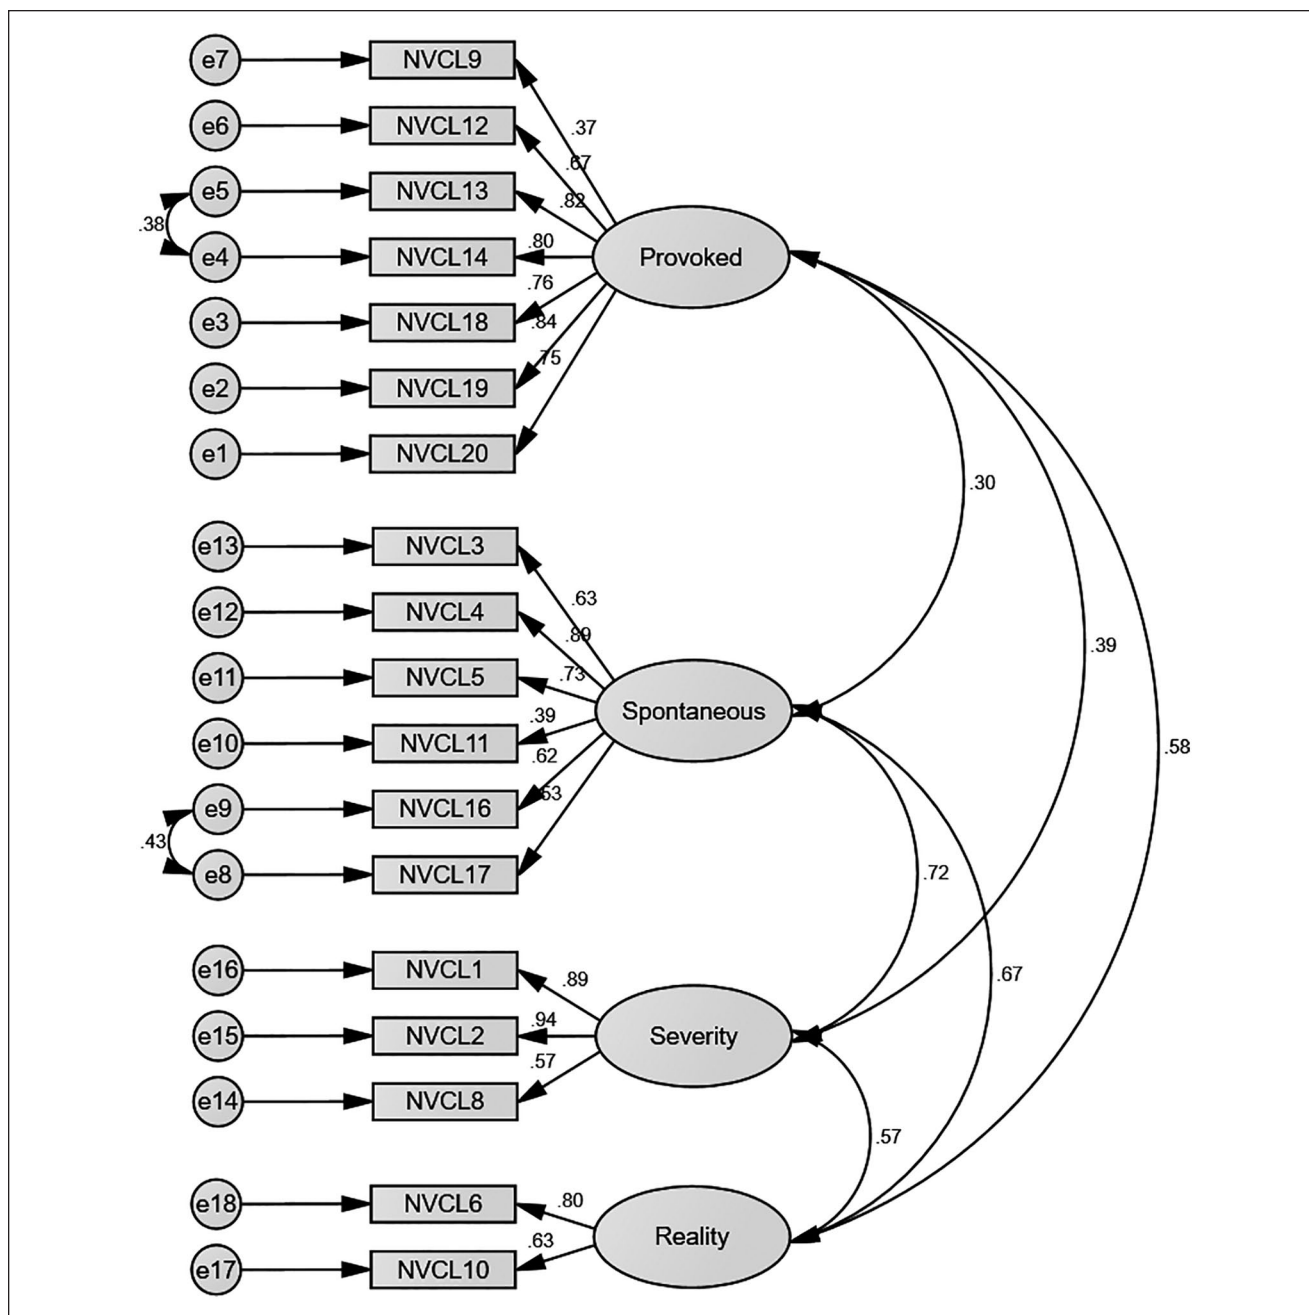 e7 NVCL9
.37
e6 NVCL12
.67
e5 NVCL13
.82
.38
e4 NVCL14
.80
Provoked
.76
e3 NVCL18
.84
e2 NVCL19
.75
e1 NVCL20
.30
e13 NVCL3
.63
e12 NVCL4
.89
.39
e11 NVCL5
.73
Spontaneous
.39
e10 NVCL11
.62
.58
e9 NVCL16
.53
.43
e8 NVCL17
.72
e16 NVCL1
.89
.67
e15 NVCL2
.94
Severity
.57
e14 NVCL8
.57
e18 NVCL6
.80
Reality
.63
e17 NVCL10